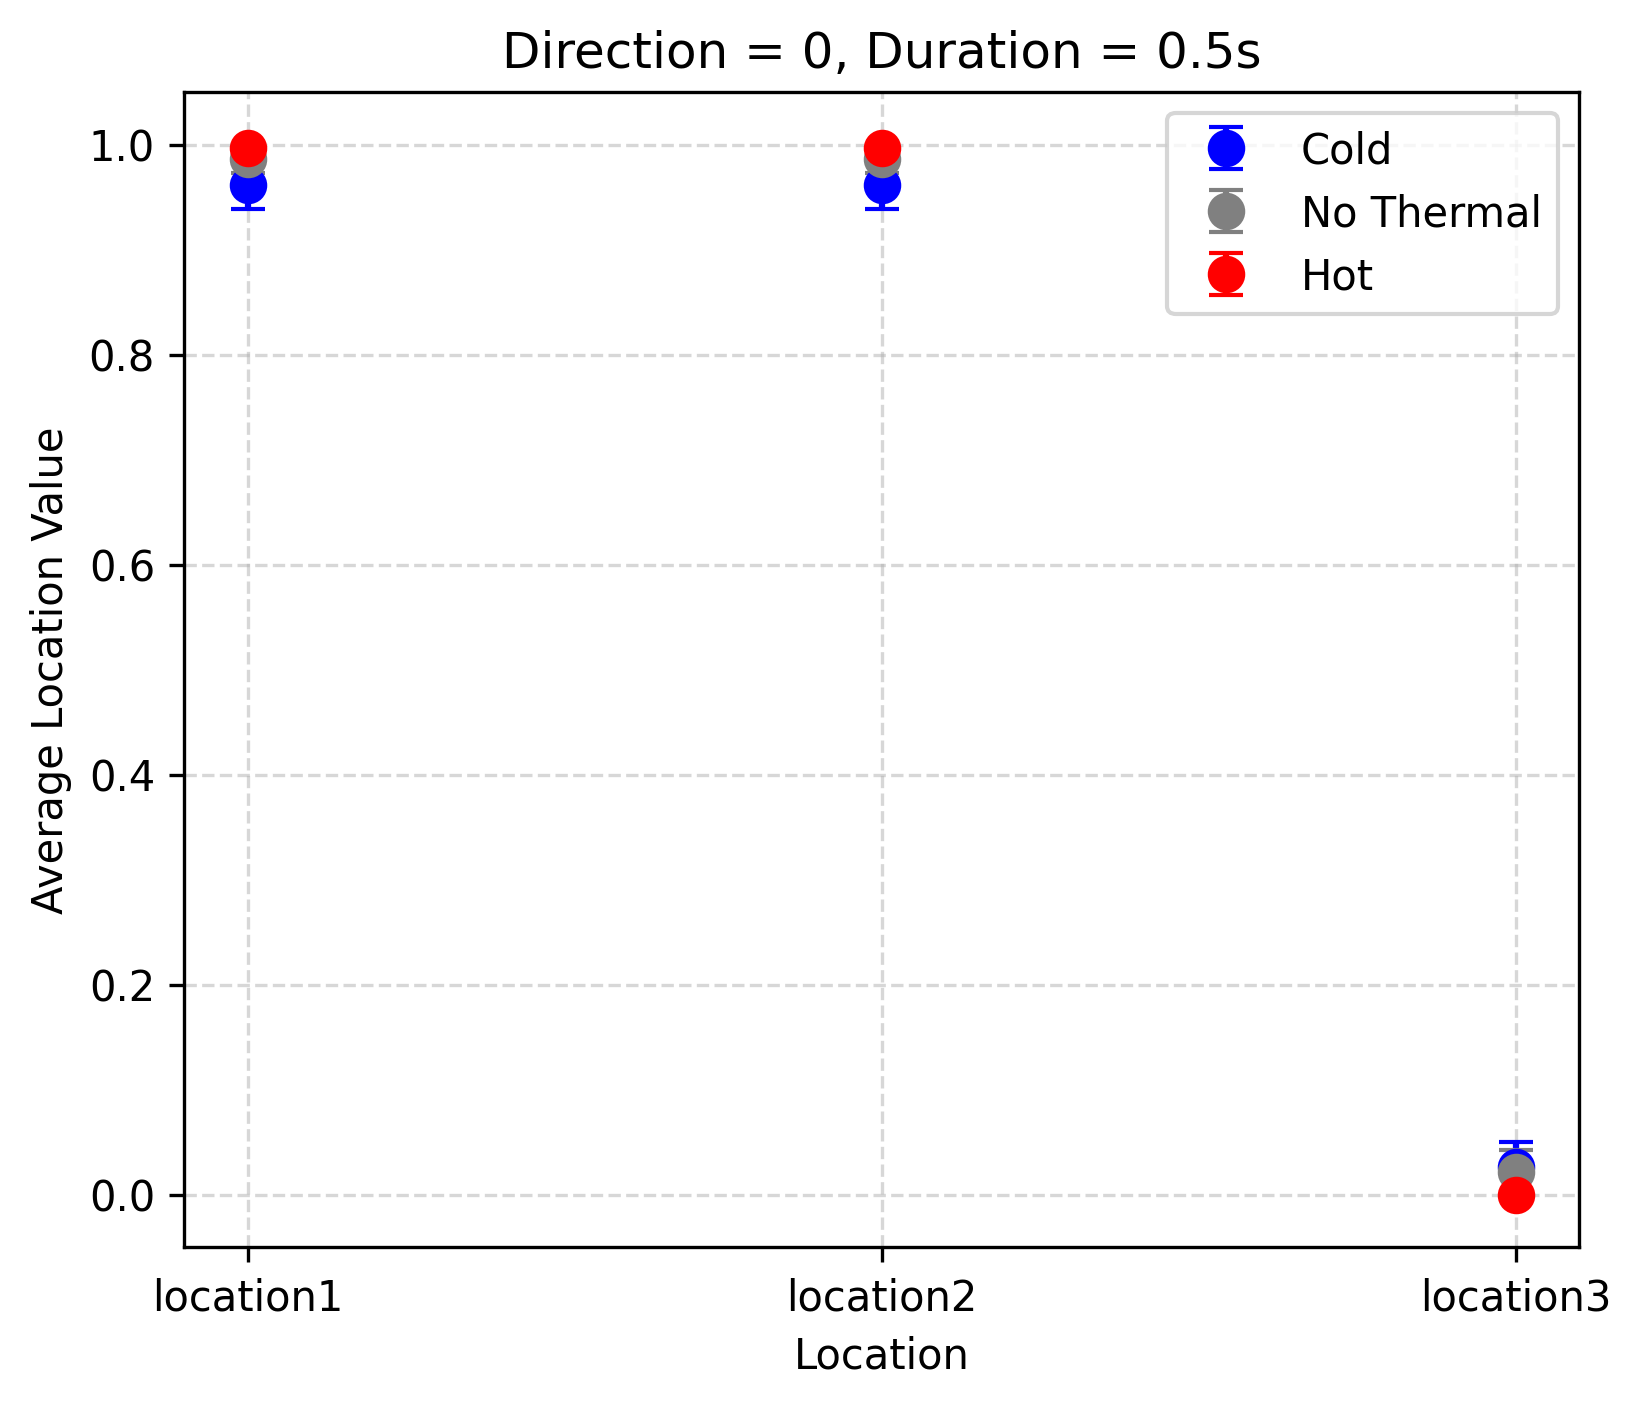 Direction = 0, Duration = 0.5s
Cold
No Thermal
Hot
1.0
0.8
0.6
0.4
0.2
0.0
Average Location Value
location1
location2
location3
Location